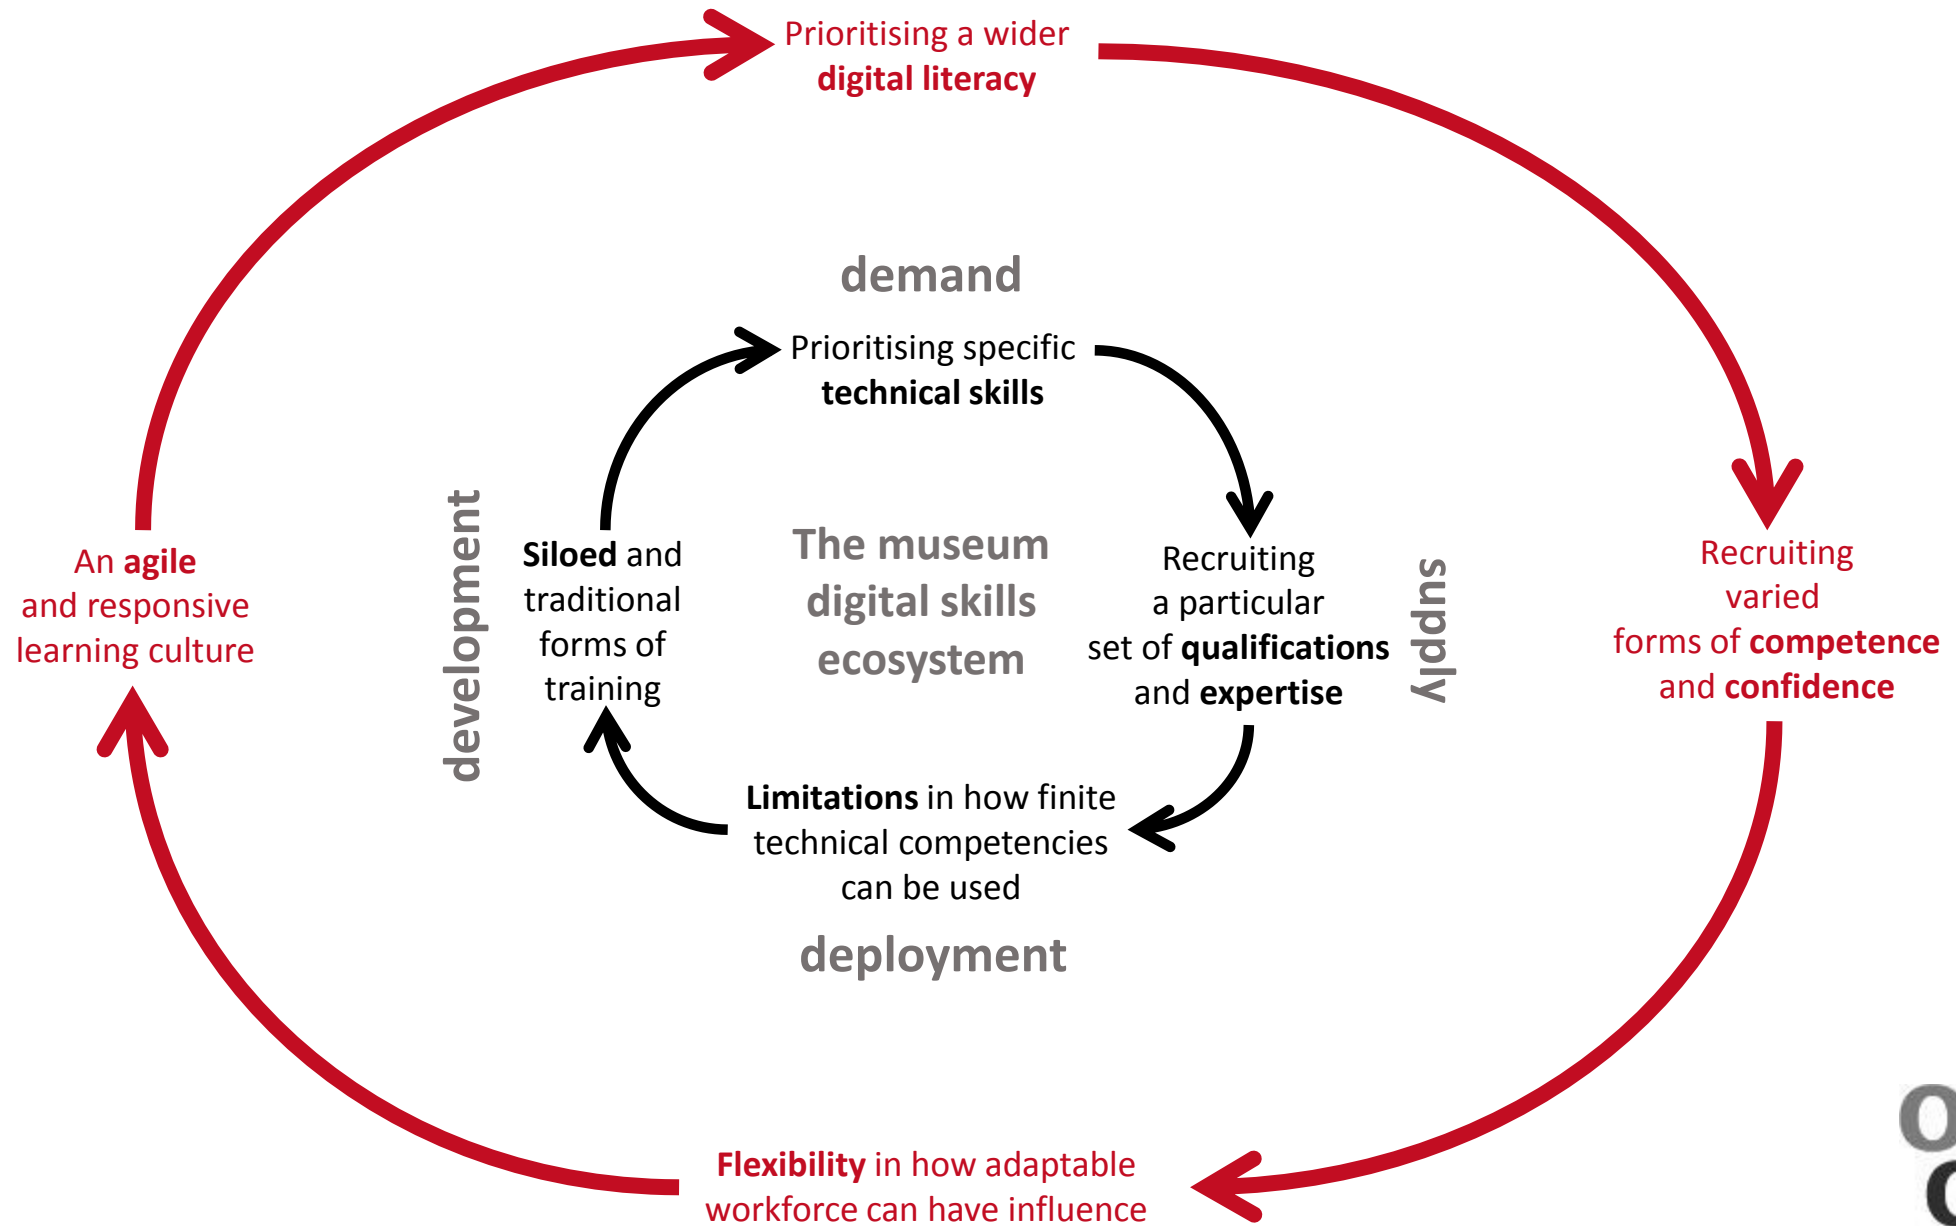 Prioritising a wider
digital literacy
demand
Prioritising specific
technical skills
development
Siloed and
traditional
forms of
training
The museum
digital skills
ecosystem
Recruiting
a particular
set of qualifications
and expertise
supply
An agile
and responsive
learning culture
Recruiting
varied
forms of competence
and confidence
Limitations in how finite
technical competencies
can be used
deployment
Flexibility in how adaptable
workforce can have influence